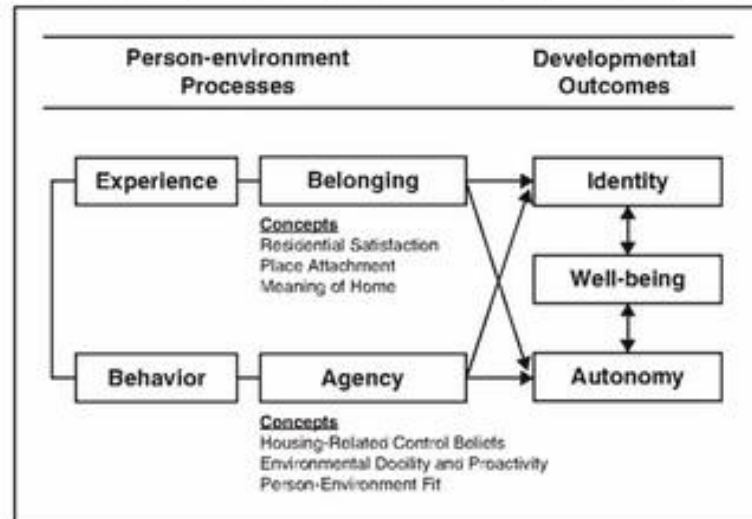 Person-environment
Processes
Developmental
Outcomes
Experience
Belonging
Identity
Concepts
Residential Satisfaction
Place Attachment
Meaning of Home
Well-being
Behavior
Agency
Autonomy
Concepts
Housing-Related Control Beliefs
Environmental Docility and Proactivity
Person-Environment Fit